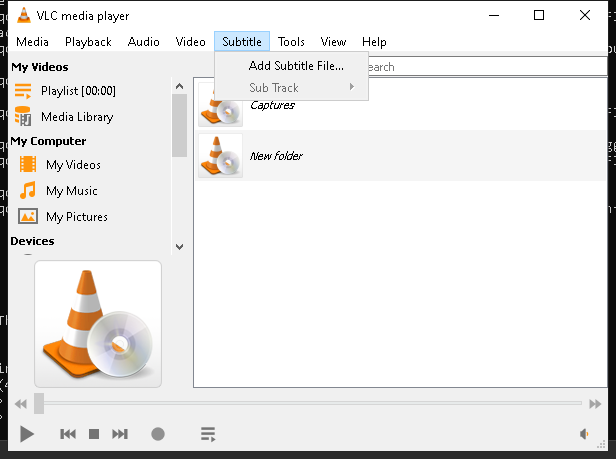 VLC media player
Media Playback Audio Video Subtitle Tools View Help
Add Subtitle File...
Sub Track
earch
My Videos
Playlist [00:00]
Media Library
My Computer
My Videos
My Music
My Pictures
Devices
Captures
New folder